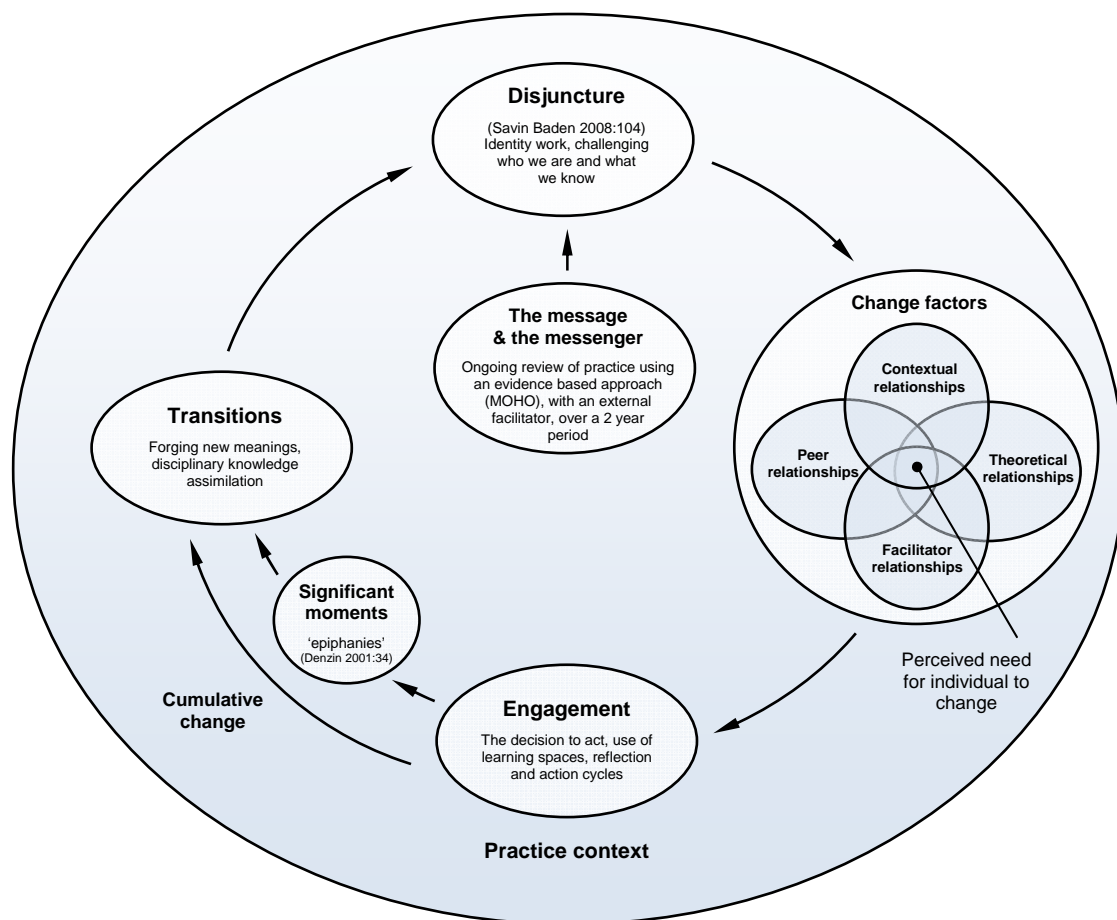 Disjuncture
(Savin Baden 2008:104)
Identity work, challenging
who we are and what
we know
The message
& the messenger
Ongoing review of practice using
an evidence based approach
(MOHO), with an external
facilitator, over a 2 year
period
Change factors
Contextual
relationships
Peer
relationships
Theoretical
relationships
Facilitator
relationships
Perceived need
for individual to
change
Transitions
Forging new meanings,
disciplinary knowledge
assimilation
Significant
moments
‘epiphanies’
(Denzin 2001:34)
Cumulative
change
Engagement
The decision to act, use of
learning spaces, reflection
and action cycles
Practice context